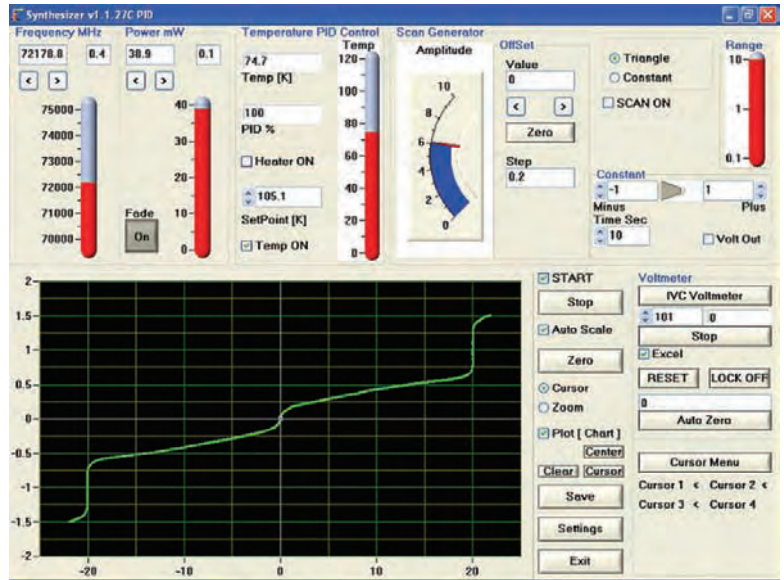 Synthesizer v1.1.27C PID
Frequency MHz
72178.0 0.4
< >
75000
74000
73000
72000
71000
70000
Power mW
38.9 0.1
< >
40
30
20
10
0
Fade
On
Temperature PID Control
74.7
Temp [K]
100
PID %
Heater ON
105.1
SetPoint [K]
Temp ON
Temp
120
100
80
60
40
20
0
Scan Generator
Amplitude
10
8
6
4
2
0
OffSet
Value
0
< >
Zero
Step
0.2
Triangle
Constant
SCAN ON
Range
10
1
0.1
Constant
-1 1
Minus Plus
Time Sec
10
Volt Out
2
1.5
1
0.5
0
-0.5
-1
-1.5
-2
-20 -10 0 10 20
START
Stop
Auto Scale
Zero
Cursor
Zoom
Plot [ Chart ]
Center
Clear Cursor
Save
Settings
Exit
Voltmeter
IVC Voltmeter
101 0
Stop
Excel
RESET LOCK OFF
0
Auto Zero
Cursor Menu
Cursor 1 < Cursor 2 <
Cursor 3 < Cursor 4